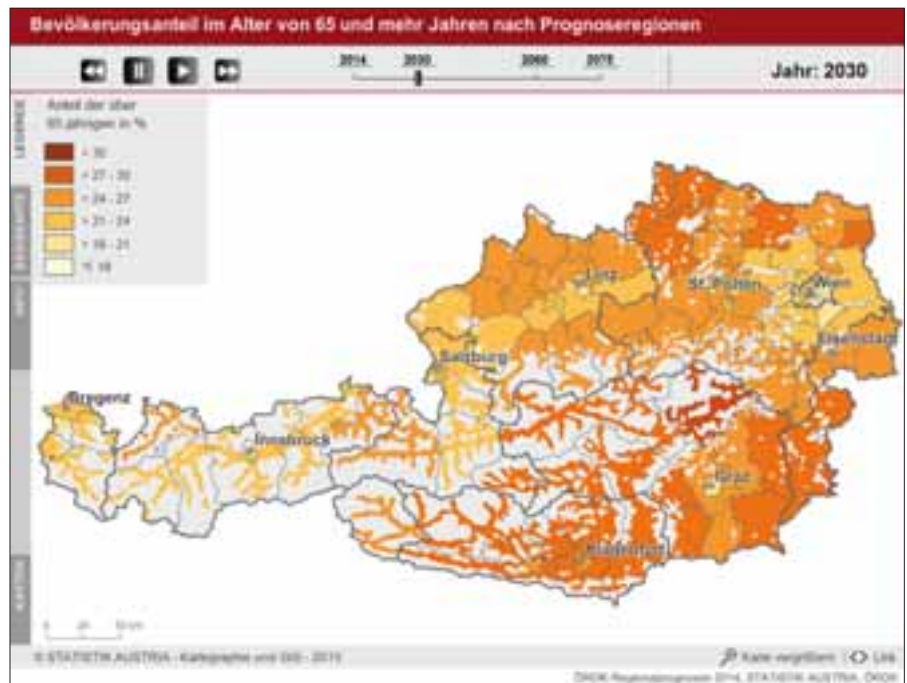 Bevölkerungsanteil im Alter von 65 und mehr Jahren nach Prognoseregionen
2014 2030 2060 2075
Jahr: 2030
LEGENDE
Anteil der über
65-jährigen in %
> 30
> 27 - 30
> 24 - 27
> 21 - 24
> 18 - 21
≤ 18
INFO
KARTEN
Linz
St. Pölten
Wien
Eisenstadt
Salzburg
Bregenz
Innsbruck
Graz
Klagenfurt
© STATISTIK AUSTRIA - Kartographie und GIS - 2015
Karte vergrößern
Link
ÖROK-Regionalprognosen 2014, STATISTIK AUSTRIA, ÖROK